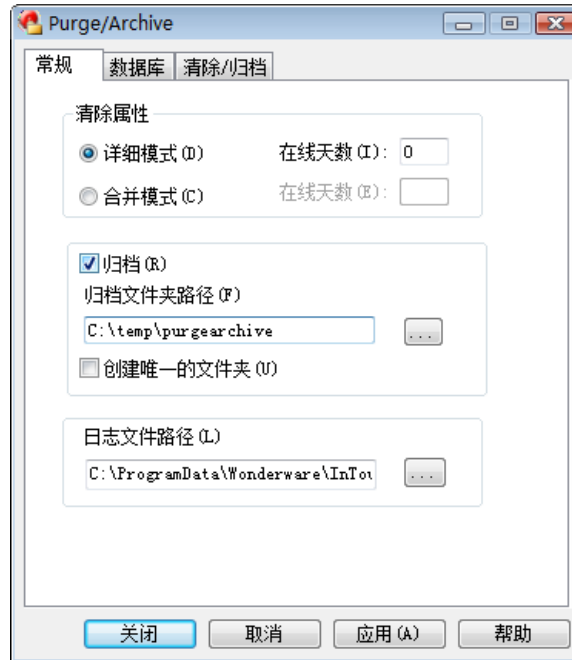 Purge/Archive
常规 数据库 清除/归档
清除属性
详细模式(D) 在线天数(I): 0
合并模式(C) 在线天数(E):
归档(R)
归档文件夹路径(F)
C:\temp\purgearchive ...
创建唯一的文件夹(U)
日志文件路径(L)
C:\ProgramData\Wonderware\InTou ...
关闭 取消 应用(A) 帮助